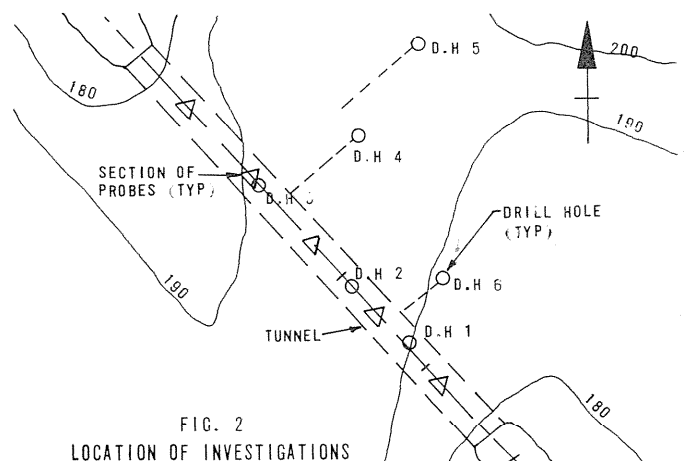 D.H 5
200
180
190
D.H 4
SECTION OF
PROBES (TYP)
D.H
DRILL HOLE
(TYP)
D.H 2
190
D.H 6
TUNNEL
D.H 1
180
FIG. 2
LOCATION OF INVESTIGATIONS